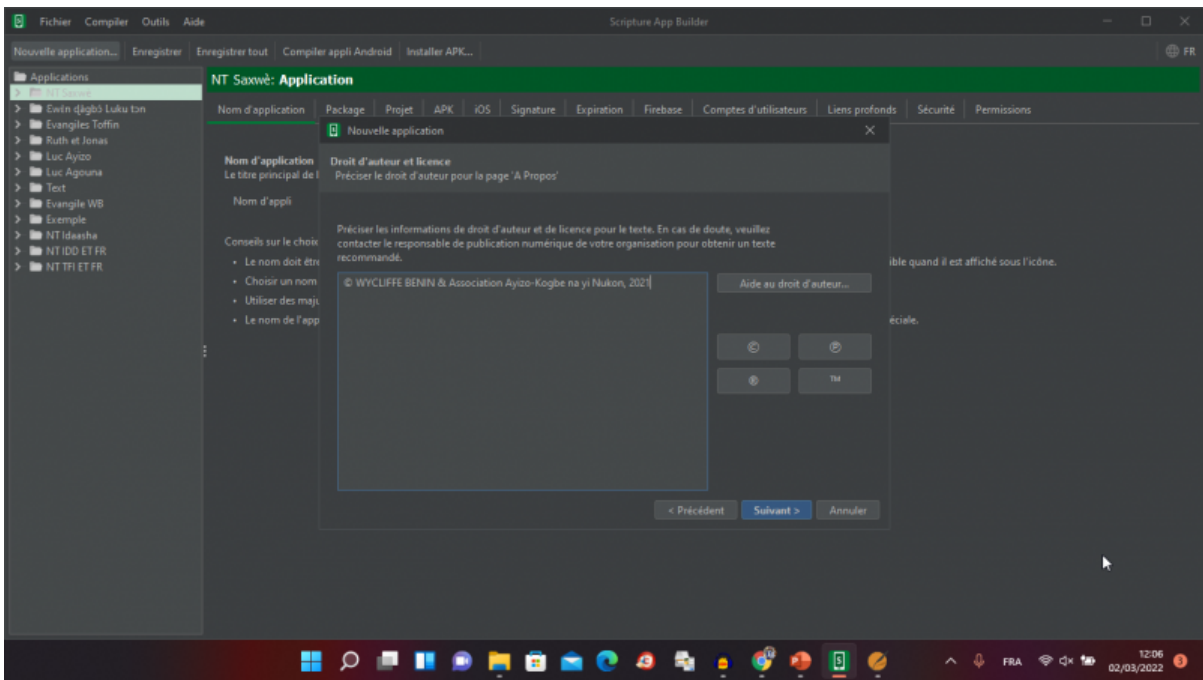 Fichier Compiler Outils Aide
Scripture App Builder
Nouvelle application... Enregistrer Enregistrer tout Compiler appli Android Installer APK...
FR
Applications
NT Saxwè
Ewlɛn ɖagbɔ̀ Luku tɔn
Evangiles Toffin
Ruth et Jonas
Luc Ayizo
Luc Agouna
Text
Evangile WB
Exemple
NT Idaasha
NT IDD ET FR
NT TFI ET FR
NT Saxwè: Application
Nom d'application Package Projet APK iOS Signature Expiration Firebase Comptes d'utilisateurs Liens profonds Sécurité Permissions
Nom d'application
Le titre principal de l
Nom d'appli
Conseils sur le choix
• Le nom doit être
ible quand il est affiché sous l'icône.
• Choisir un nom
• Utiliser des maju
• Le nom de l'app
éciale.
Nouvelle application
Droit d'auteur et licence
Préciser le droit d'auteur pour la page 'A Propos'
Préciser les informations de droit d'auteur et de licence pour le texte. En cas de doute, veuillez
contacter le responsable de publication numérique de votre organisation pour obtenir un texte
recommandé.
© WYCLIFFE BENIN & Association Ayizo-Kogbe na yi Nukon, 2021
Aide au droit d'auteur...
© ℗
® ™
< Précédent Suivant > Annuler
FRA
12:06
02/03/2022
3